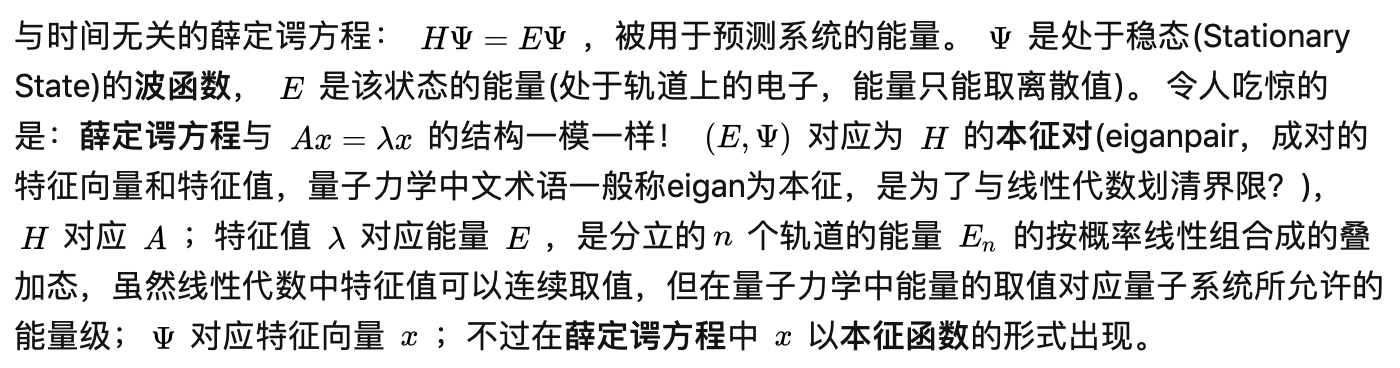 与时间无关的薛定谔方程： HΨ = EΨ ，被用于预测系统的能量。 Ψ 是处于稳态(Stationary
State)的波函数， E 是该状态的能量(处于轨道上的电子，能量只能取离散值)。 令人吃惊的
是：薛定谔方程与 Ax = λx 的结构一模一样！ (E, Ψ) 对应为 H 的本征对(eiganpair，成对的
特征向量和特征值，量子力学中文术语一般称eigan为本征，是为了与线性代数划清界限？)，
H 对应 A ；特征值 λ 对应能量 E ，是分立的 n 个轨道的能量 Eₙ 的按概率线性组合成的叠
加态，虽然线性代数中特征值可以连续取值，但在量子力学中能量的取值对应量子系统所允许的
能量级； Ψ 对应特征向量 x ；不过在薛定谔方程中 x 以本征函数的形式出现。